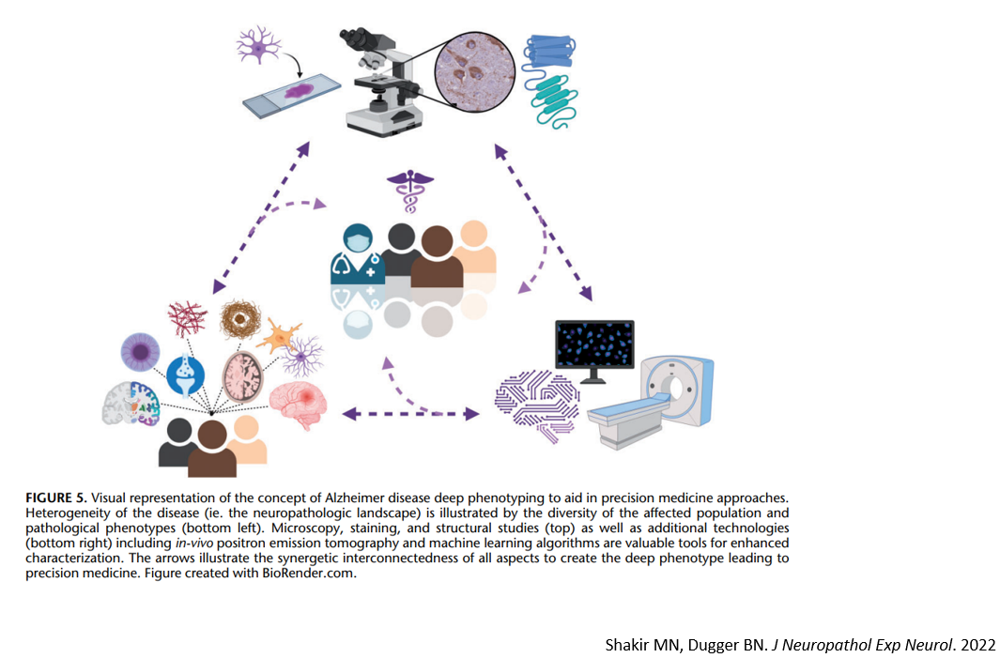 FIGURE 5. Visual representation of the concept of Alzheimer disease deep phenotyping to aid in precision medicine approaches.
Heterogeneity of the disease (ie. the neuropathologic landscape) is illustrated by the diversity of the affected population and
pathological phenotypes (bottom left). Microscopy, staining, and structural studies (top) as well as additional technologies
(bottom right) including in-vivo positron emission tomography and machine learning algorithms are valuable tools for enhanced
characterization. The arrows illustrate the synergetic interconnectedness of all aspects to create the deep phenotype leading to
precision medicine. Figure created with BioRender.com.
Shakir MN, Dugger BN. J Neuropathol Exp Neurol. 2022